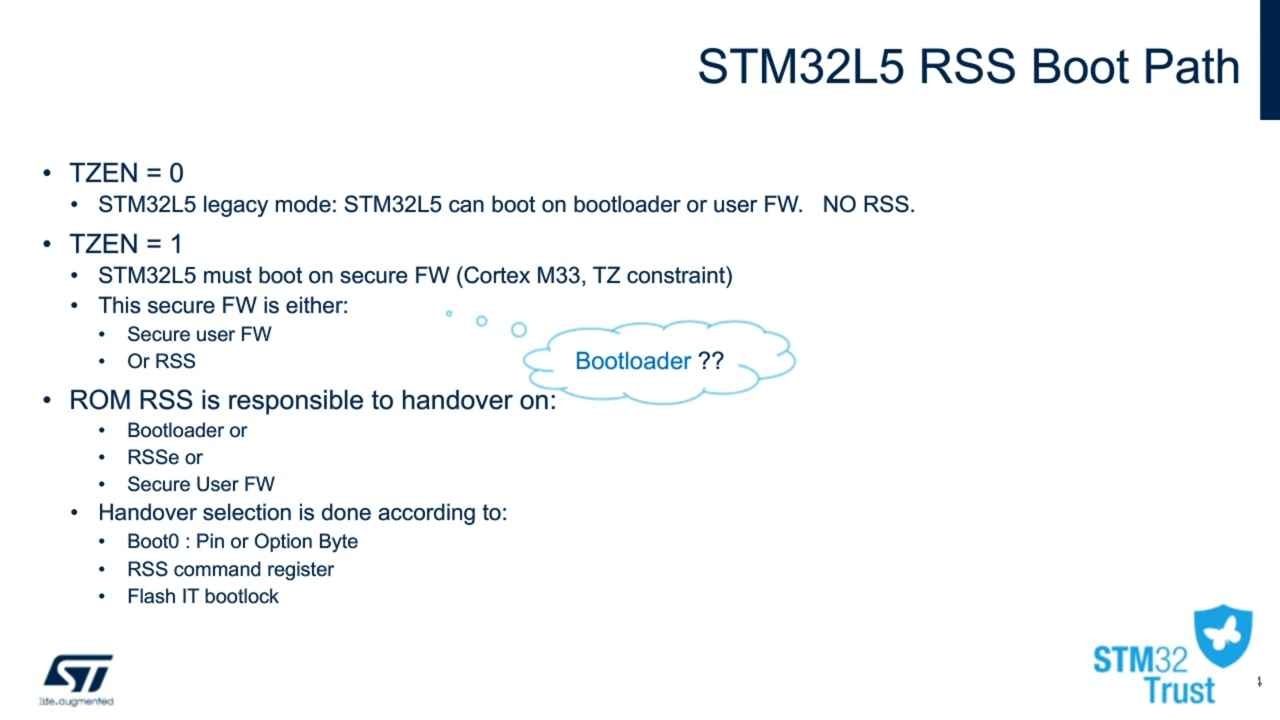 STM32L5 RSS Boot Path
• TZEN = 0
• STM32L5 legacy mode: STM32L5 can boot on bootloader or user FW. NO RSS.
• TZEN = 1
• STM32L5 must boot on secure FW (Cortex M33, TZ constraint)
• This secure FW is either:
• Secure user FW
• Or RSS
Bootloader ??
• ROM RSS is responsible to handover on:
• Bootloader or
• RSSe or
• Secure User FW
• Handover selection is done according to:
• Boot0 : Pin or Option Byte
• RSS command register
• Flash IT bootlock
ST
life.augmented
STM32
Trust